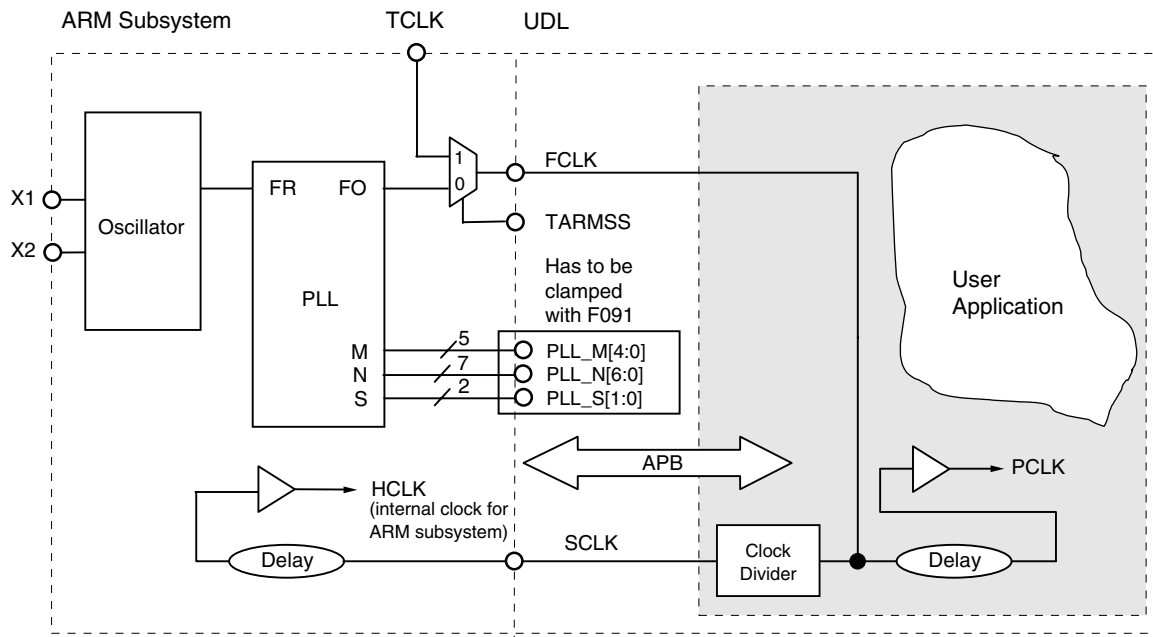 ARM Subsystem
TCLK
UDL
X1
X2
Oscillator
FR
FO
PLL
M
N
S
1
0
FCLK
TARMSS
Has to be
clamped
with F091
5
7
2
PLL_M[4:0]
PLL_N[6:0]
PLL_S[1:0]
User
Application
APB
PCLK
HCLK
(internal clock for
ARM subsystem)
Delay
SCLK
Clock
Divider
Delay